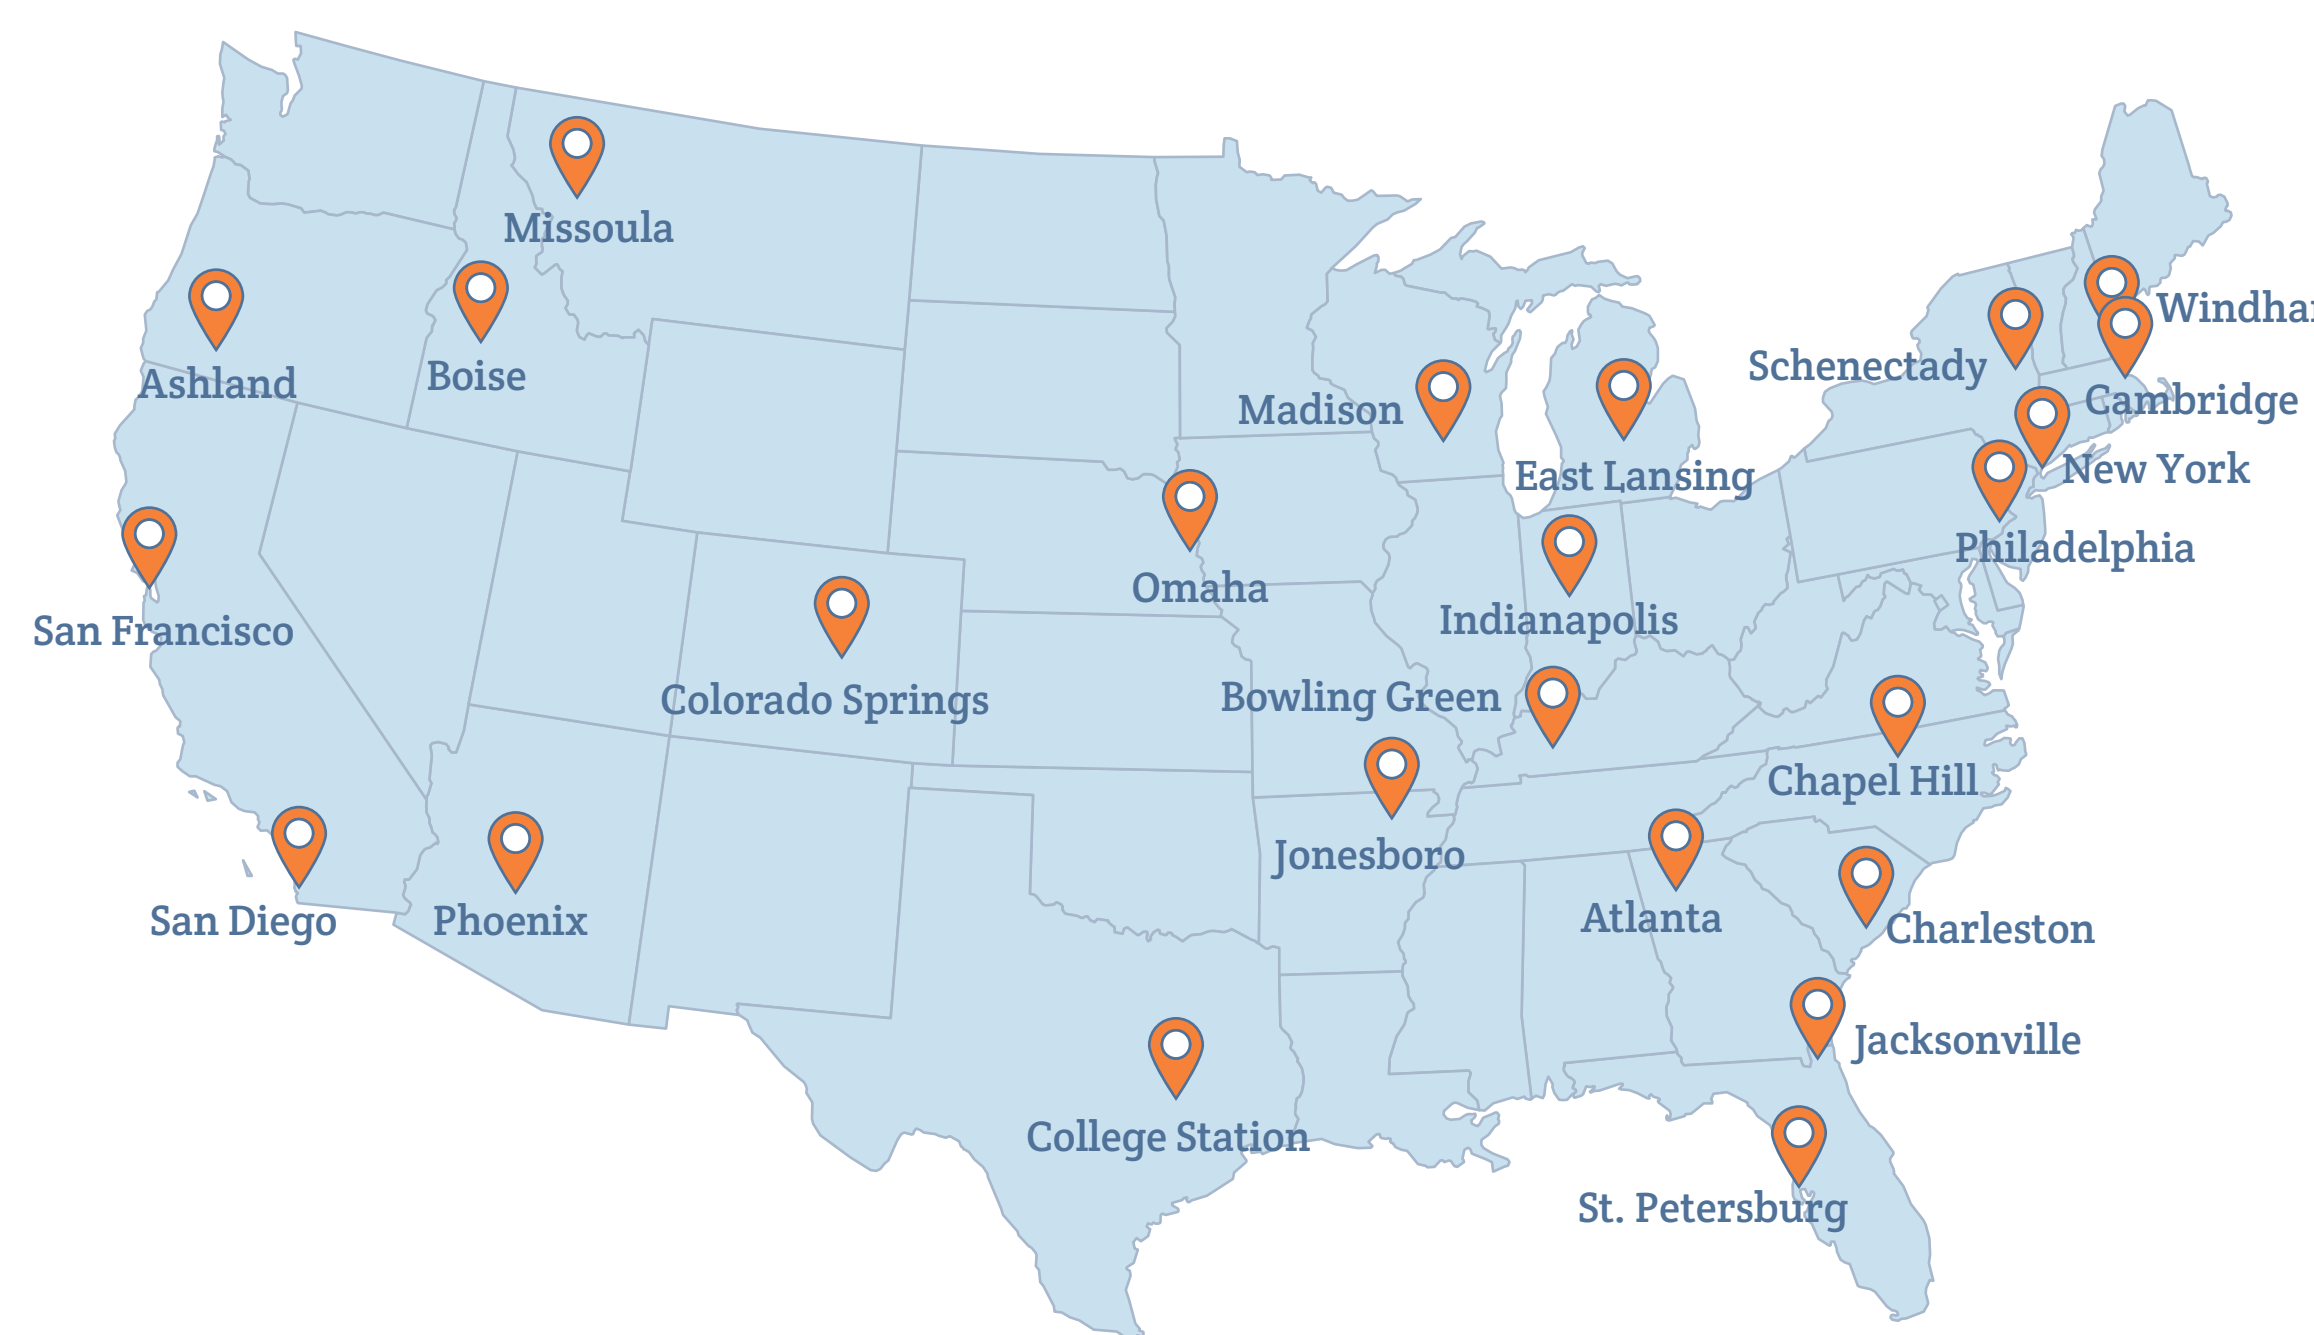 Missoula
Windha
Schenectady
Boise
Ashland
Cambridge
Madison
New York
East Lansing
Philadelphia
Omaha
Indianapolis
San Francisco
Bowling Green
Colorado Springs
Chapel Hill
Jonesboro
Atlanta
San Diego
Phoenix
Charleston
Jacksonville
College Station
St. Petersburg